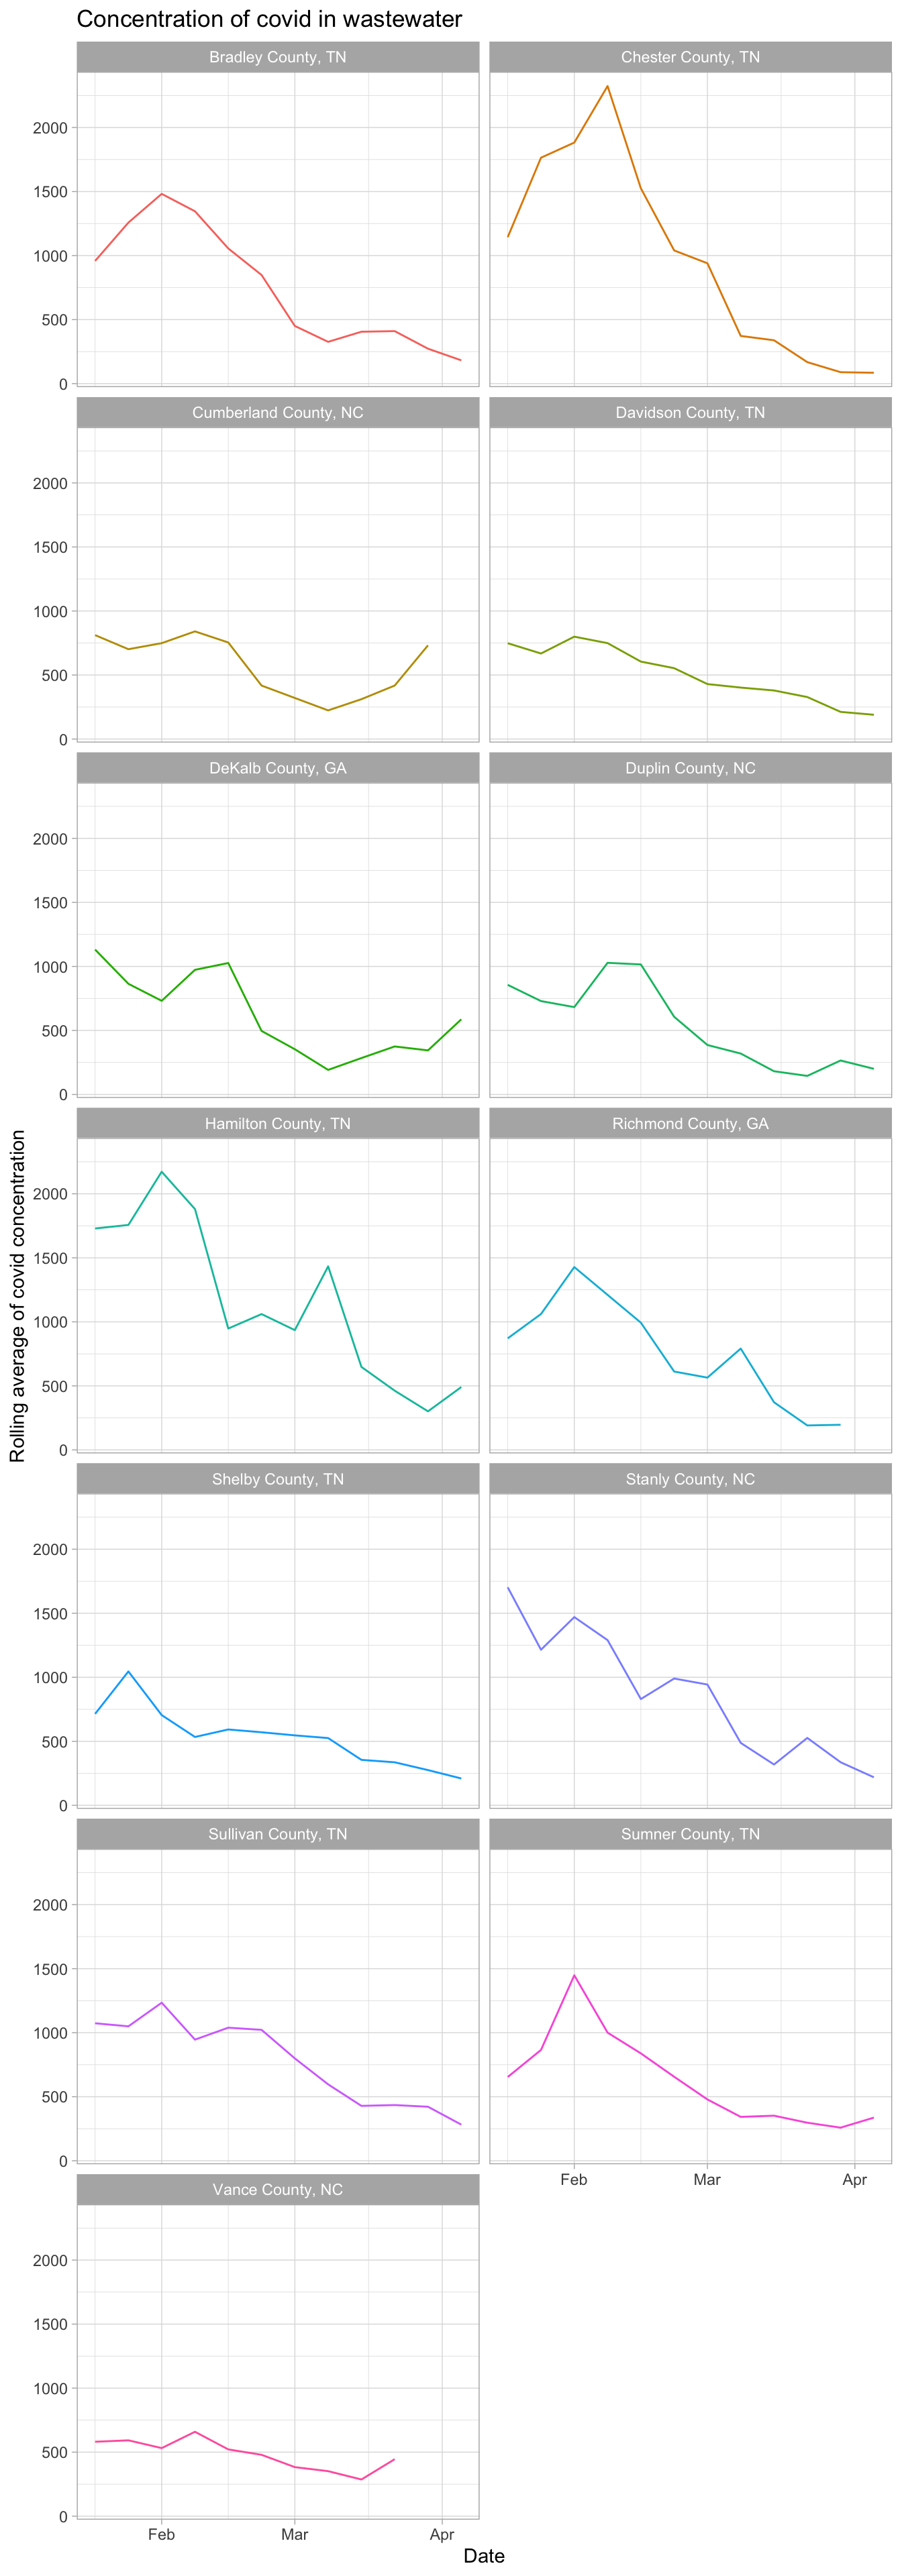 Concentration of covid in wastewater
Bradley County, TN
Chester County, TN
2000
1500
1000
500
0
Cumberland County, NC
Davidson County, TN
2000
1500
1000
500
0
DeKalb County, GA
Duplin County, NC
2000
1500
1000
500
0
Hamilton County, TN
Richmond County, GA
2000
1500
1000
500
0
Rolling average of covid concentration
Shelby County, TN
Stanly County, NC
2000
1500
1000
500
0
Sullivan County, TN
Sumner County, TN
2000
1500
1000
500
0
Feb Mar Apr
Vance County, NC
2000
1500
1000
500
0
Feb Mar Apr
Date